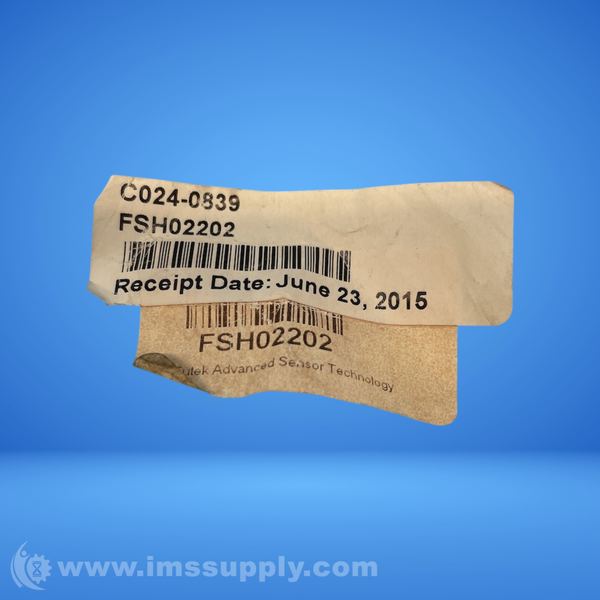 C024-0839
FSH02202
Receipt Date: June 23, 2015
FSH02202
Advanced Sensor Technology
www.imssupply.com